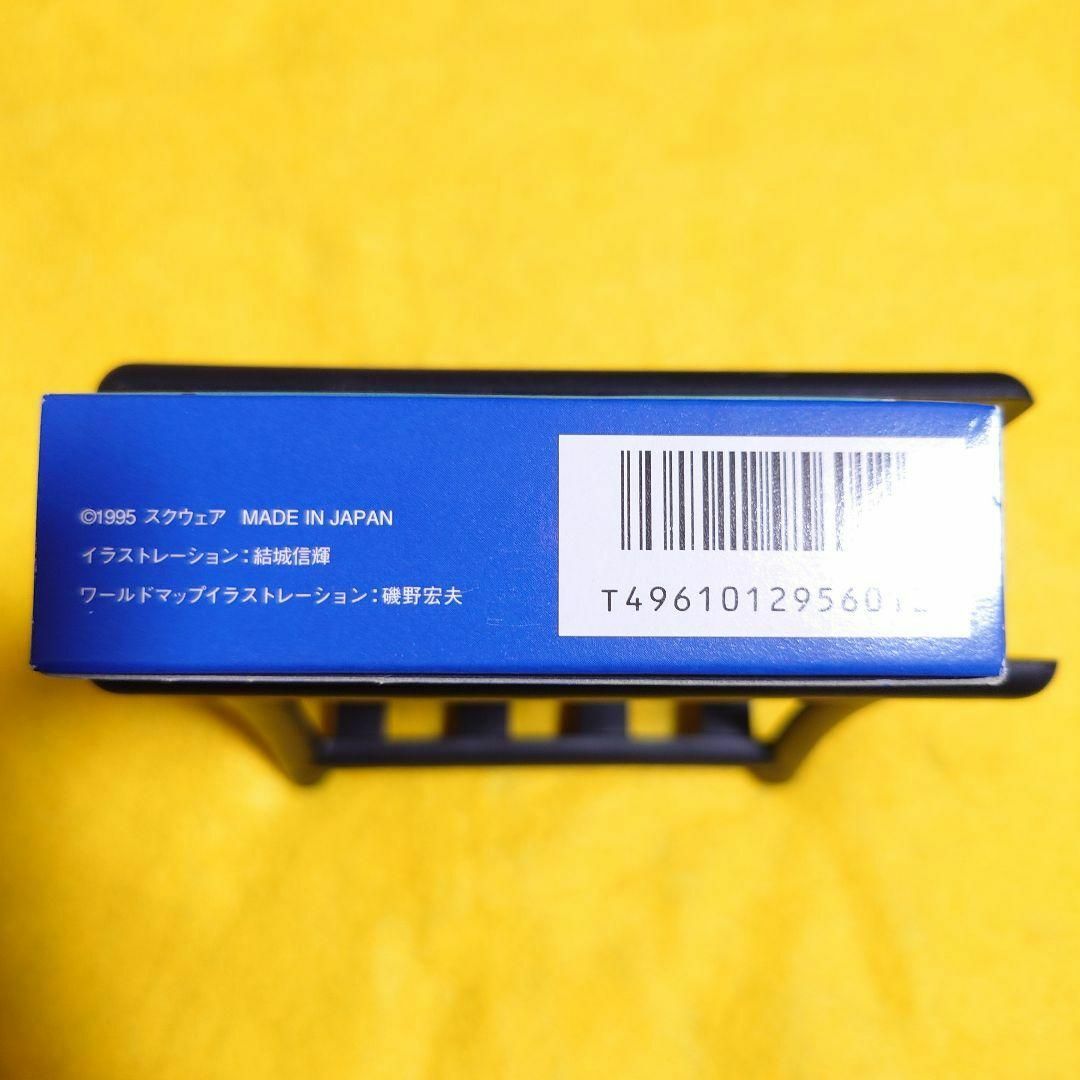 ©1995 スクウェア MADE IN JAPAN
イラストレーション：結城信輝
ワールドマップイラストレーション：磯野宏夫
T4961012956012